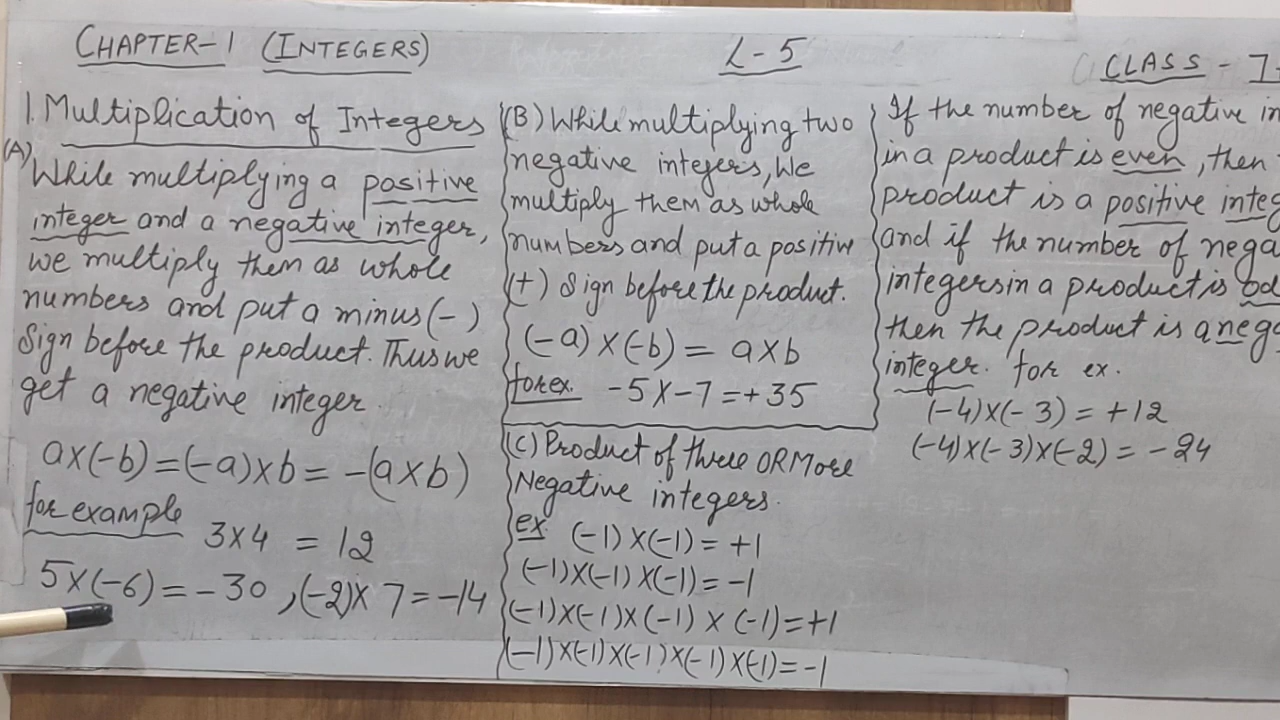 CHAPTER-1 (INTEGERS)
L-5
CLASS - 7
1. Multiplication of Integers
(A) While multiplying a positive
integer and a negative integer,
we multiply them as whole
numbers and put a minus (-)
Sign before the product. Thus we
get a negative integer.
a×(-b)=(-a)×b=-(a×b)
for example
3×4 = 12
5×(-6)=-30, (-2)×7=-14
(B) While multiplying two
negative integers, We
multiply them as whole
numbers and put a positive
(+) Sign before the product.
(-a)×(-b)= a×b
for ex. -5×-7=+35
(C) Product of three OR More
Negative integers.
ex (-1)×(-1)=+1
(-1)×(-1)×(-1)=-1
(-1)×(-1)×(-1)×(-1)=+1
(-1)×(-1)×(-1)×(-1)×(-1)=-1
If the number of negative in
in a product is even, then
product is a positive integ
and if the number of nega
integers in a product is od
then the product is a nega
integer. for ex.
(-4)×(-3)=+12
(-4)×(-3)×(-2)=-24